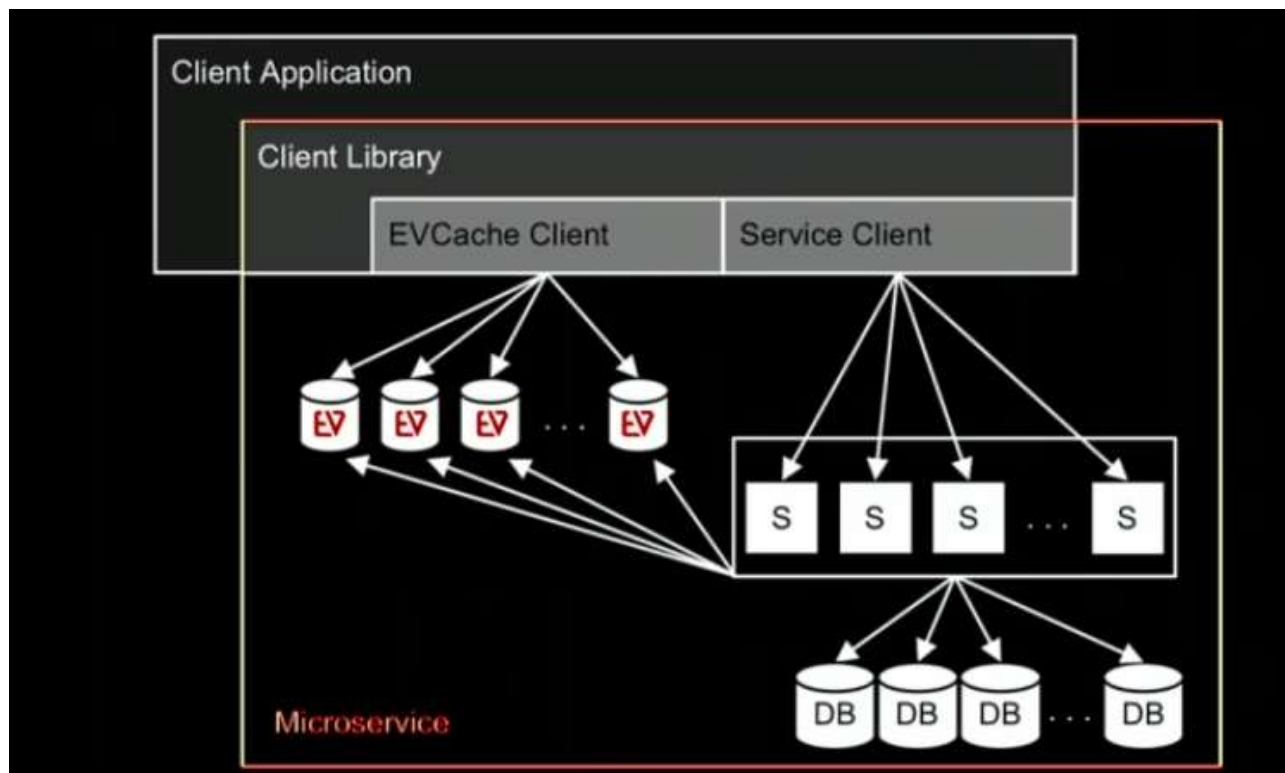 Client Application
Client Library
EVCache Client
Service Client
EV EV EV ... EV
S S S ... S
DB DB DB ... DB
Microservice